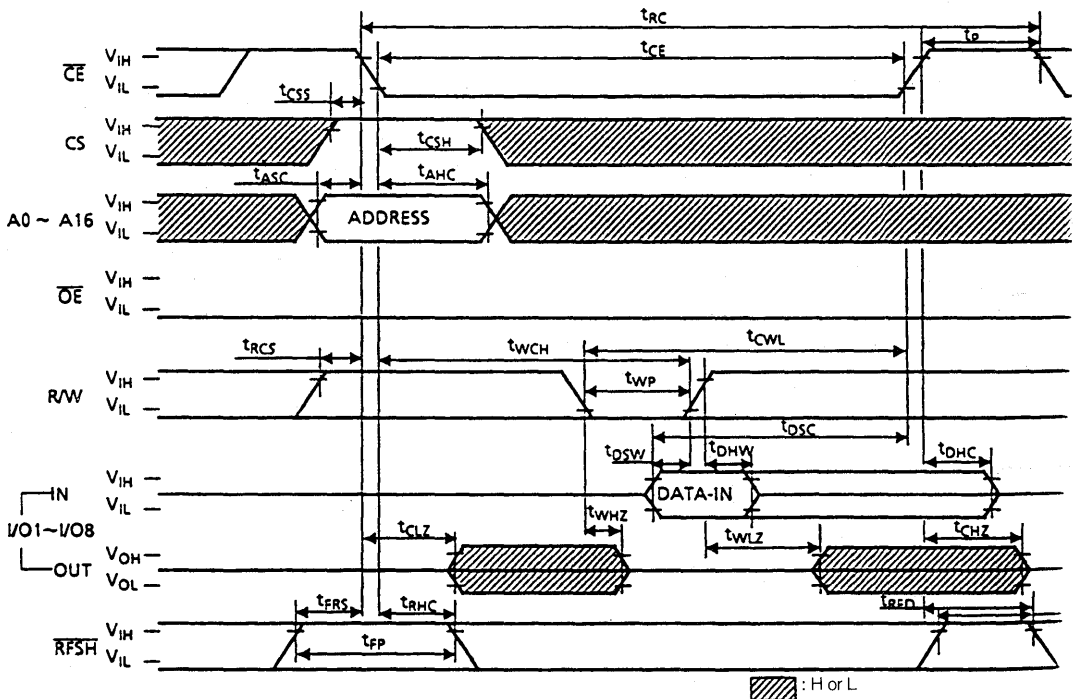 tRC
tP
tCE
CE VIH
VIL
tCSS
CS VIH
VIL
tCSH
tASC tAHC
A0 ~ A16 VIH
VIL
ADDRESS
OE VIH
VIL
tRCS tWCH tCWL
R/W VIH
VIL
tWP
tDSC
tDSW tDHW tDHC
IN VIH
VIL
DATA-IN
I/O1~I/O8
tCLZ tWHZ tWLZ tCHZ
OUT VOH
VOL
tFRS tRHC tRFD
RFSH VIH
VIL
tFP
: H or L